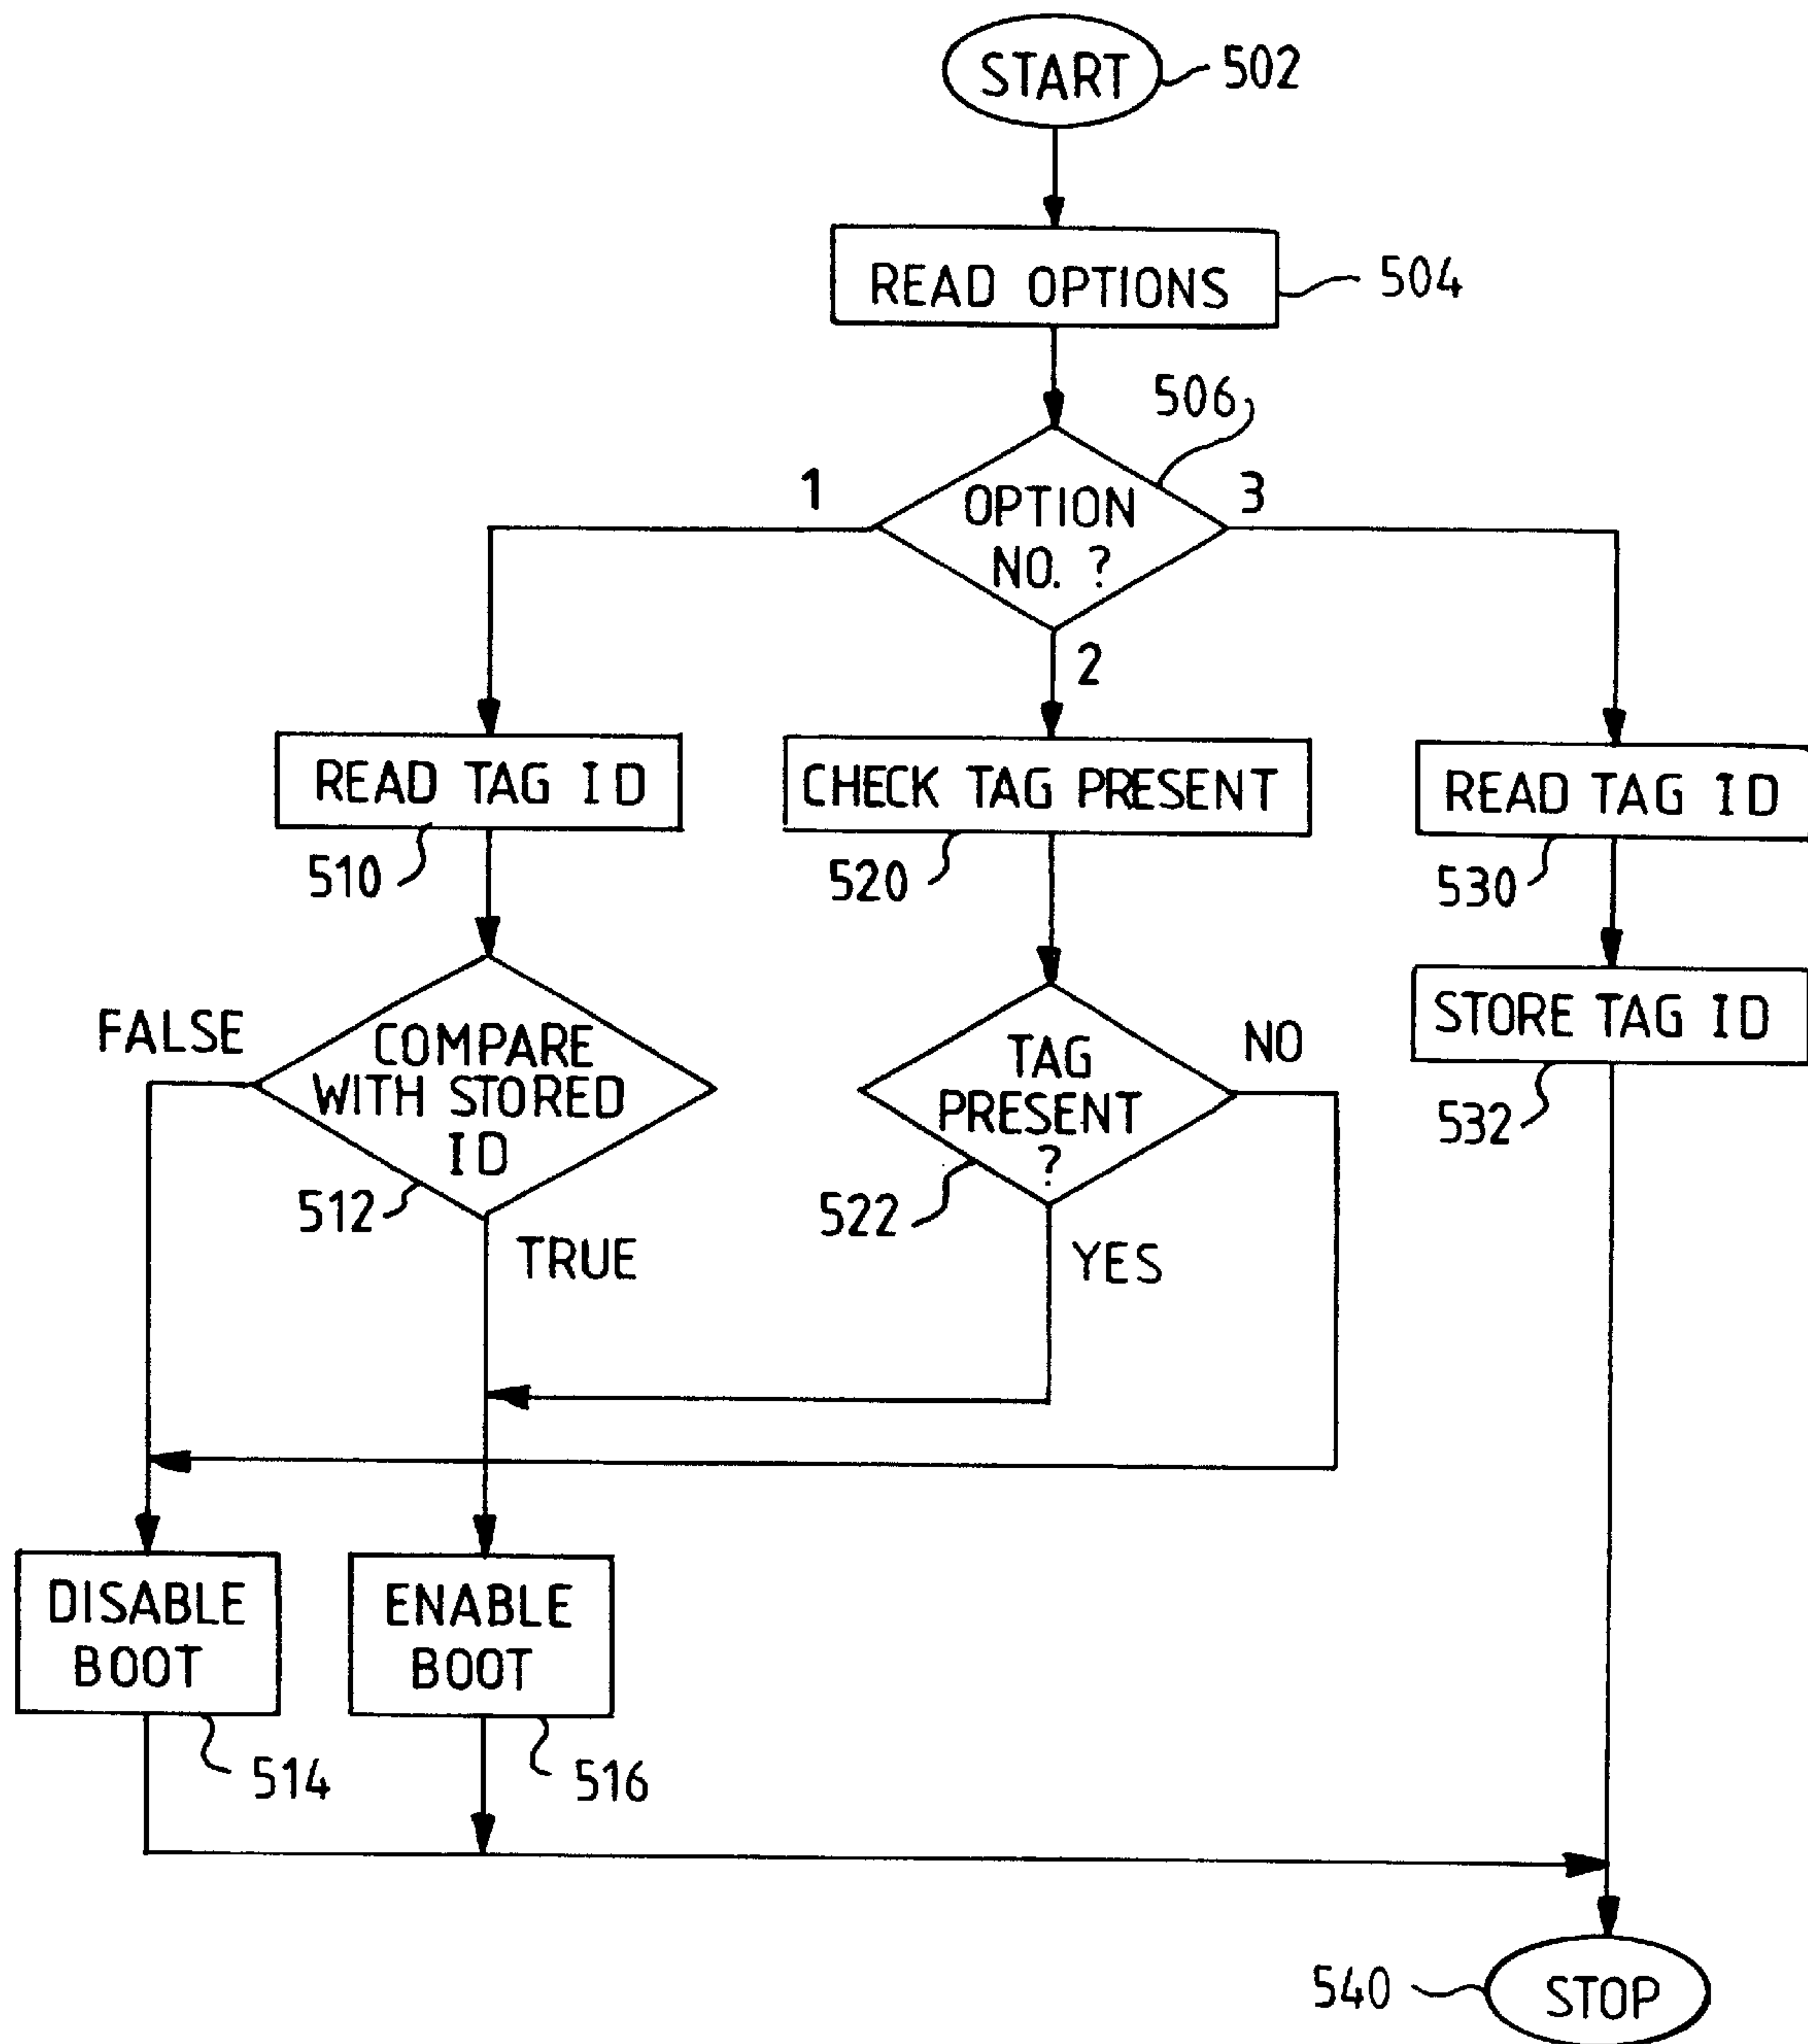 START
502
READ OPTIONS
504
506
1
OPTION
NO. ?
3
2
READ TAG ID
510
CHECK TAG PRESENT
520
READ TAG ID
530
FALSE
COMPARE
WITH STORED
ID
512
TRUE
TAG
PRESENT
?
522
NO
YES
STORE TAG ID
532
DISABLE
BOOT
514
ENABLE
BOOT
516
540
STOP